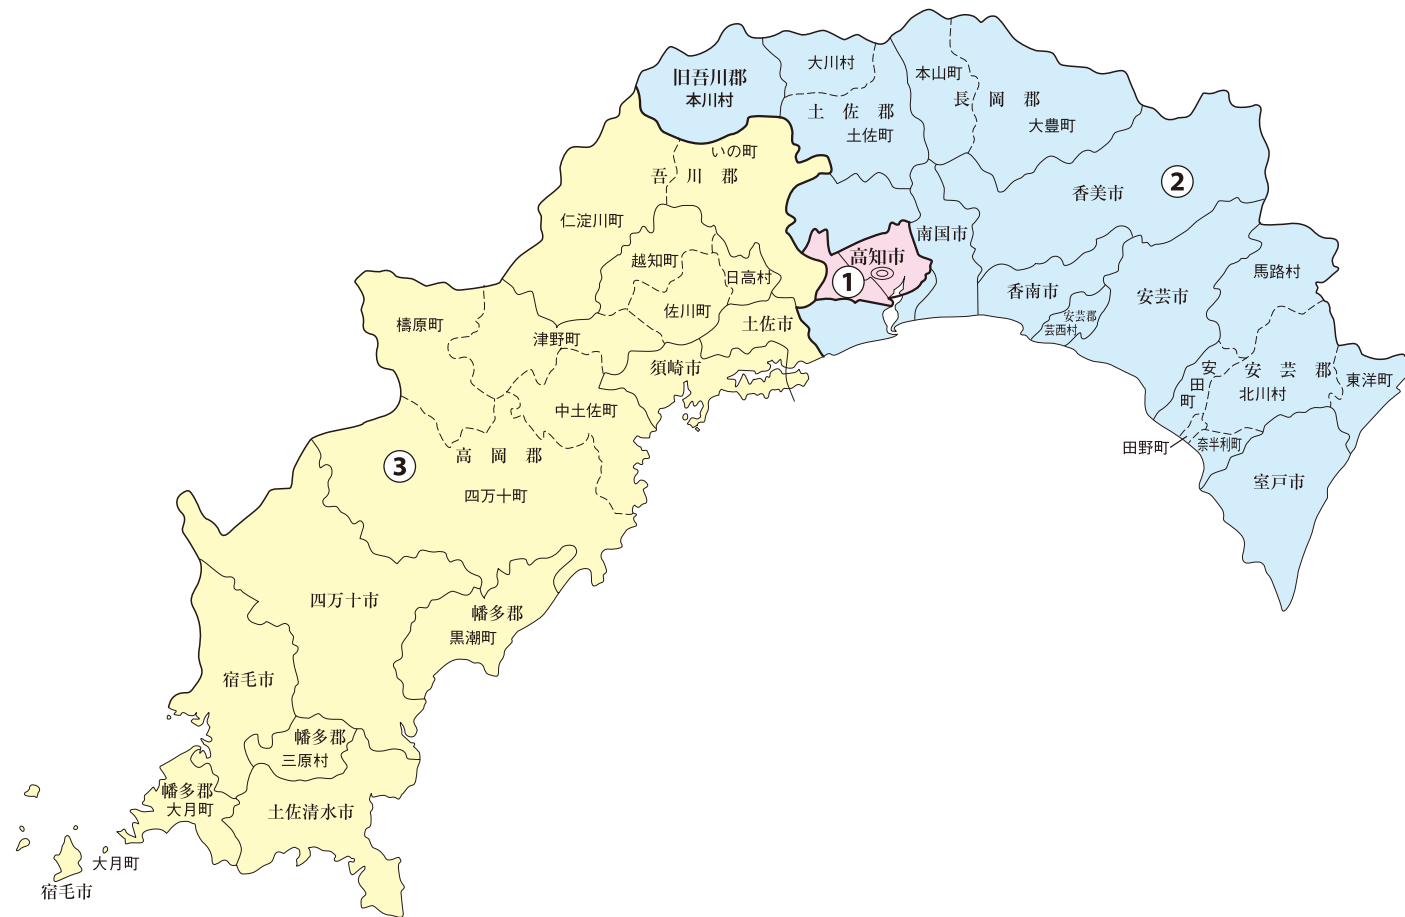 旧吾川郡
本川村
大川村
土佐郡
土佐町
本山町
長岡郡
大豊町
いの町
吾川郡
仁淀川町
香美市
②
南国市
高知市
①
越知町
日高村
佐川町
土佐市
香南市
安芸郡
芸西村
安芸市
馬路村
檮原町
津野町
須崎市
中土佐町
安田町
安芸郡
北川村
東洋町
田野町
奈半利町
室戸市
高岡郡
③
四万十町
四万十市
幡多郡
黒潮町
宿毛市
幡多郡
三原村
幡多郡
大月町
土佐清水市
大月町
宿毛市